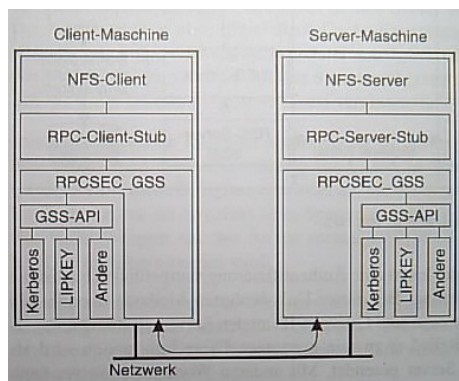 Client-Maschine
NFS-Client
RPC-Client-Stub
RPCSEC_GSS
GSS-API
Kerberos
LIPKEY
Andere
Server-Maschine
NFS-Server
RPC-Server-Stub
RPCSEC_GSS
GSS-API
Kerberos
LIPKEY
Andere
Netzwerk